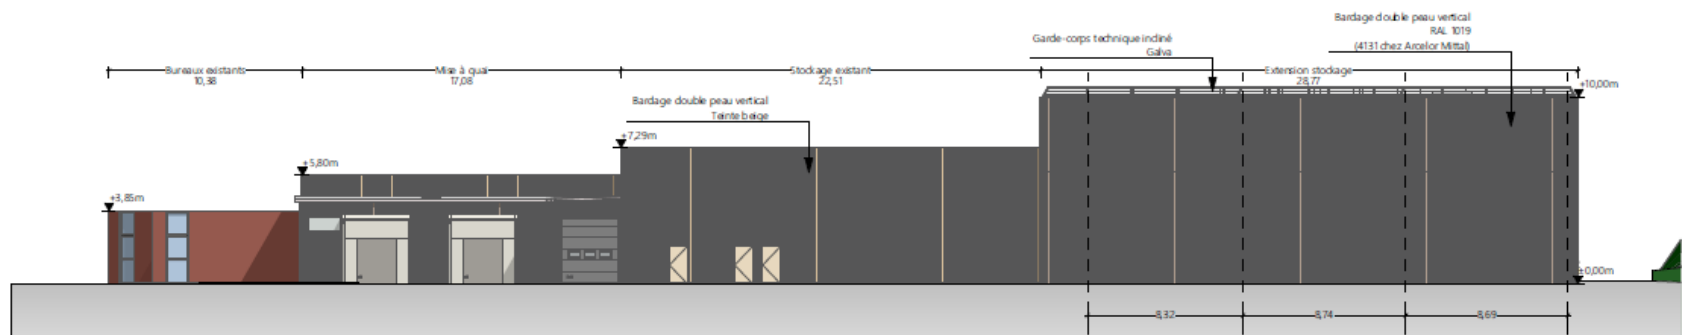 Bardage double peau vertical
RAL 1019
(4131 chez Arcelor Mittal)
Garde-corps technique incliné
Galva
Bureaux existants
10,38
Mise à quai
17,08
Stockage existant
22,51
Extension stockage
28,77
+10,00m
Bardage double peau vertical
Teinte beige
+7,29m
+5,80m
+3,85m
±0,00m
8,32
8,74
8,69